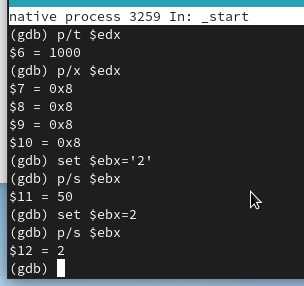 native process 3259 In: _start
(gdb) p/t $edx
$6 = 1000
(gdb) p/x $edx
$7 = 0x8
$8 = 0x8
$9 = 0x8
$10 = 0x8
(gdb) set $ebx='2'
(gdb) p/s $ebx
$11 = 50
(gdb) set $ebx=2
(gdb) p/s $ebx
$12 = 2
(gdb)